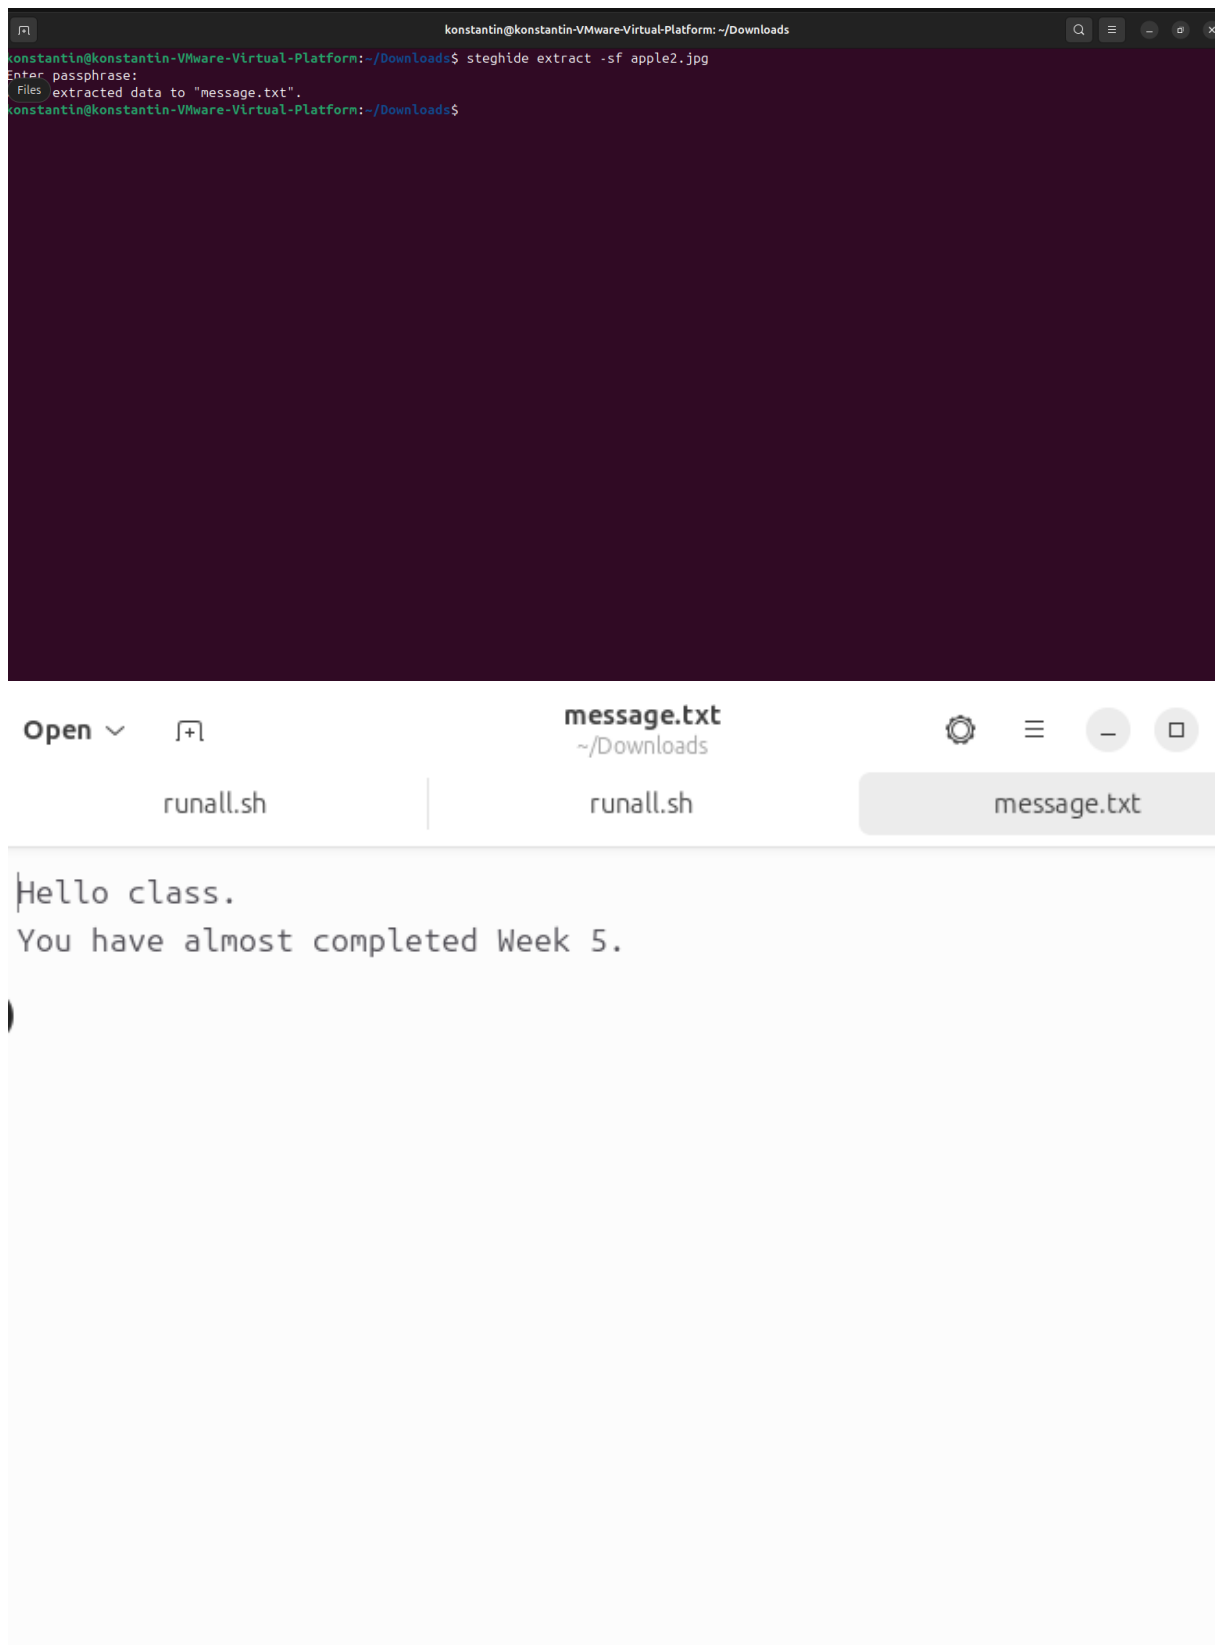 konstantin@konstantin-VMware-Virtual-Platform: ~/Downloads
konstantin@konstantin-VMware-Virtual-Platform:~/Downloads$ steghide extract -sf apple2.jpg
Enter passphrase:
Files extracted data to "message.txt".
konstantin@konstantin-VMware-Virtual-Platform:~/Downloads$
Open message.txt
~/Downloads
runall.sh runall.sh message.txt
Hello class.
You have almost completed Week 5.